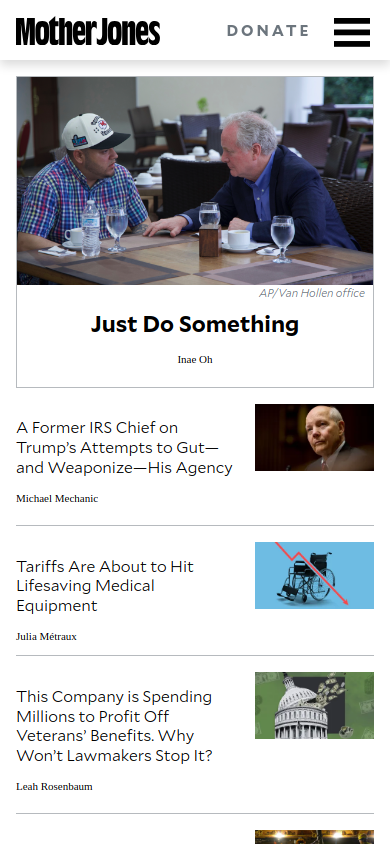 Mother Jones
DONATE
AP/Van Hollen office
Just Do Something
Inae Oh
A Former IRS Chief on
Trump’s Attempts to Gut—
and Weaponize—His Agency
Michael Mechanic
Tariffs Are About to Hit
Lifesaving Medical
Equipment
Julia Métraux
This Company is Spending
Millions to Profit Off
Veterans’ Benefits. Why
Won’t Lawmakers Stop It?
Leah Rosenbaum